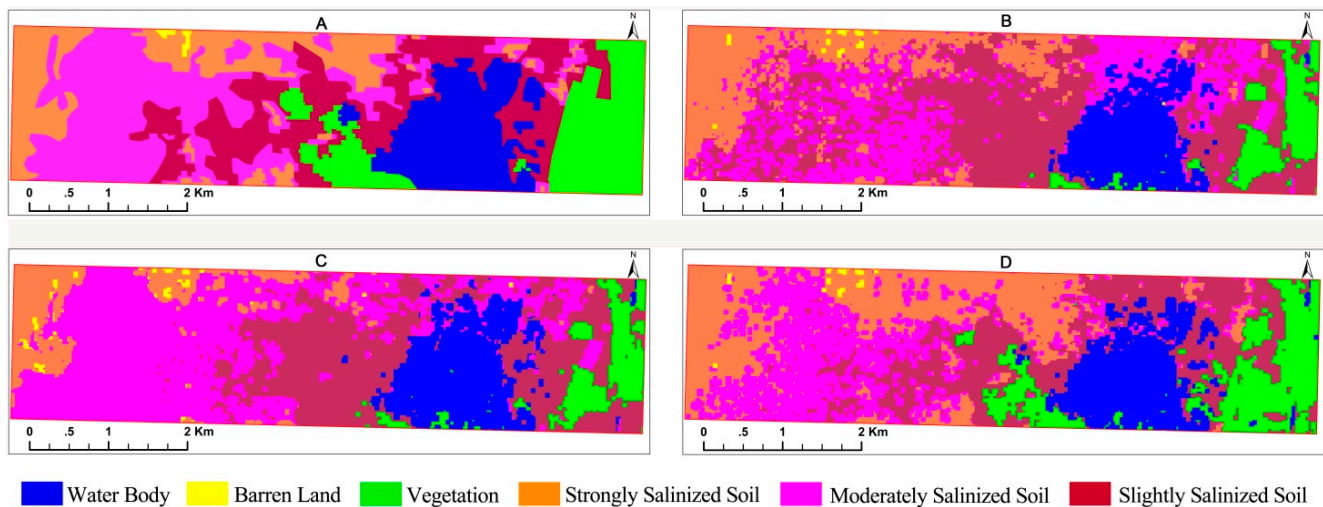 A
N
0 .5 1 2 Km
B
N
0 .5 1 2 Km
C
N
0 .5 1 2 Km
D
N
0 .5 1 2 Km
Water Body Barren Land Vegetation Strongly Salinized Soil Moderately Salinized Soil Slightly Salinized Soil